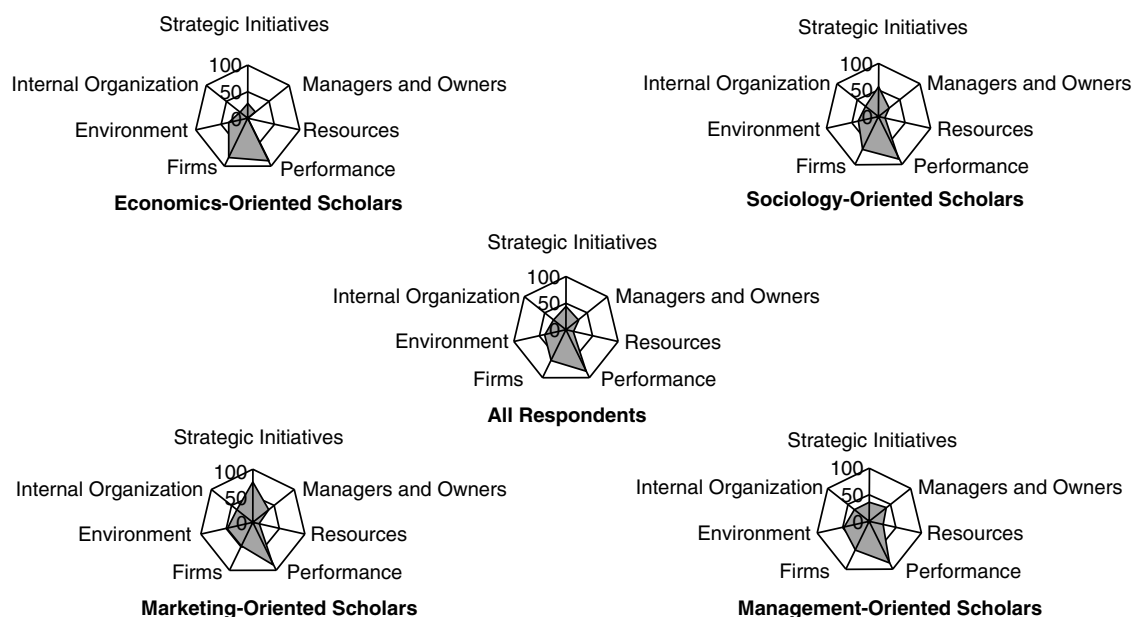 Strategic Initiatives
100
Internal Organization
Managers and Owners
50
0
Environment
Resources
Firms
Performance
Economics-Oriented Scholars
Strategic Initiatives
100
Internal Organization
Managers and Owners
50
0
Environment
Resources
Firms
Performance
Sociology-Oriented Scholars
Strategic Initiatives
100
Internal Organization
Managers and Owners
50
0
Environment
Resources
Firms
Performance
All Respondents
Strategic Initiatives
100
Internal Organization
Managers and Owners
50
0
Environment
Resources
Firms
Performance
Marketing-Oriented Scholars
Strategic Initiatives
100
Internal Organization
Managers and Owners
50
0
Environment
Resources
Firms
Performance
Management-Oriented Scholars